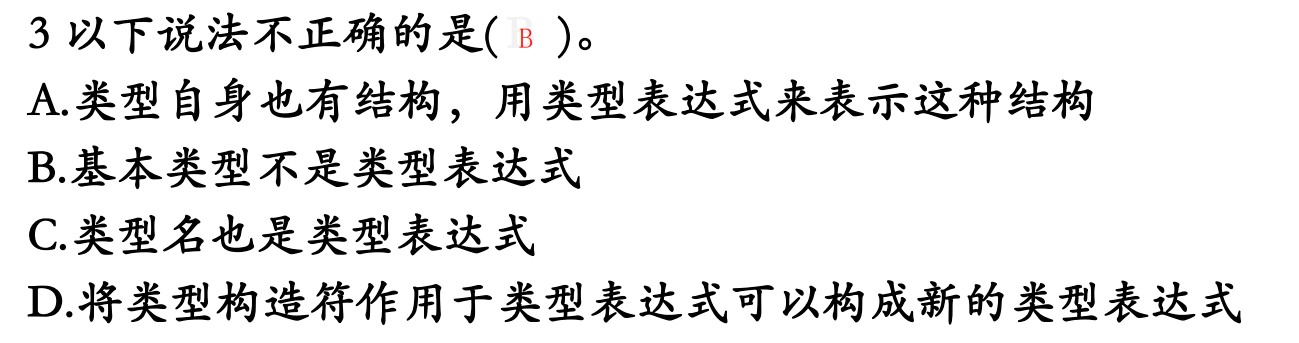 3 以下说法不正确的是( B )。
A.类型自身也有结构，用类型表达式来表示这种结构
B.基本类型不是类型表达式
C.类型名也是类型表达式
D.将类型构造符作用于类型表达式可以构成新的类型表达式